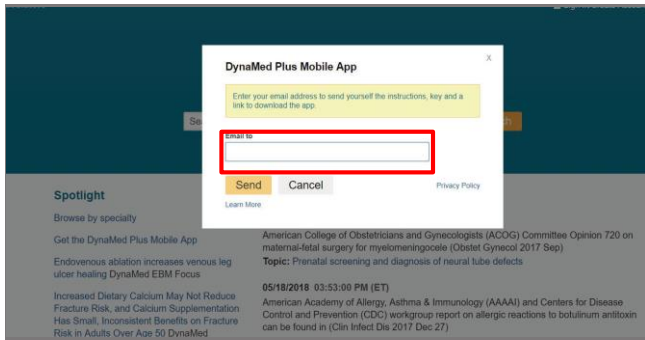 X
DynaMed Plus Mobile App
Enter your email address to send yourself the instructions, key and a
link to download the app.
Email to
Send Cancel Privacy Policy
Learn More
Spotlight
Browse by specialty
Get the DynaMed Plus Mobile App
Endovenous ablation increases venous leg
ulcer healing DynaMed EBM Focus
Increased Dietary Calcium May Not Reduce
Fracture Risk, and Calcium Supplementation
Has Small, Inconsistent Benefits on Fracture
Risk in Adults Over Age 50 DynaMed
American College of Obstetricians and Gynecologists (ACOG) Committee Opinion 720 on
maternal-fetal surgery for myelomeningocele (Obstet Gynecol 2017 Sep)
Topic: Prenatal screening and diagnosis of neural tube defects
05/18/2018 03:53:00 PM (ET)
American Academy of Allergy, Asthma & Immunology (AAAAI) and Centers for Disease
Control and Prevention (CDC) workgroup report on allergic reactions to botulinum antitoxin
can be found in (Clin Infect Dis 2017 Dec 27)